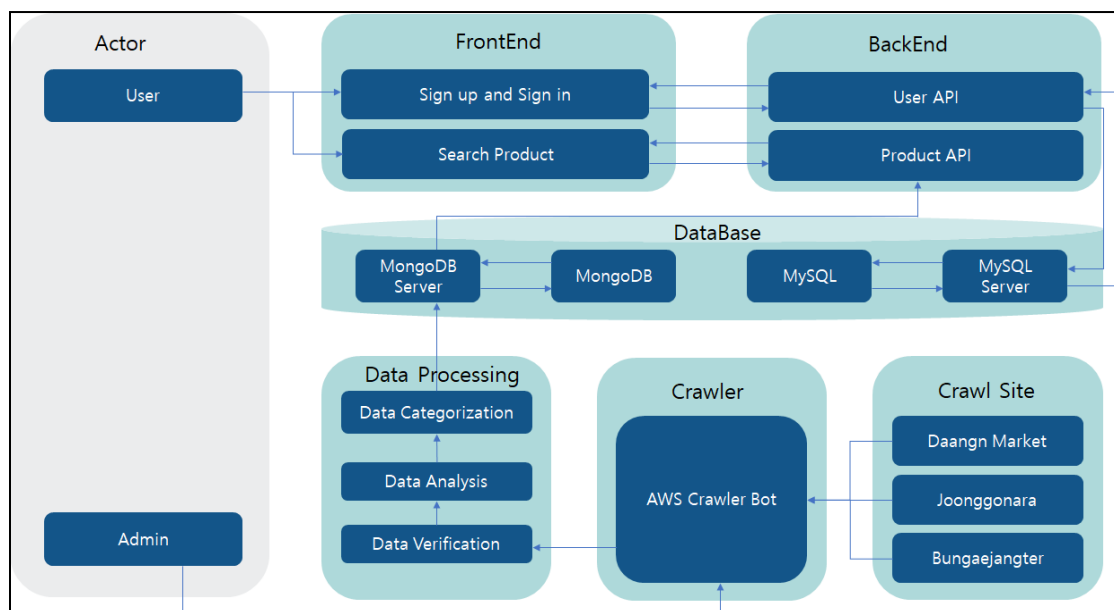 Actor
FrontEnd
BackEnd
User
Sign up and Sign in
User API
Search Product
Product API
DataBase
MongoDB
Server
MongoDB
MySQL
MySQL
Server
Data Processing
Crawler
Crawl Site
Data Categorization
Daangn Market
Data Analysis
AWS Crawler Bot
Joonggonara
Admin
Data Verification
Bungaejangter